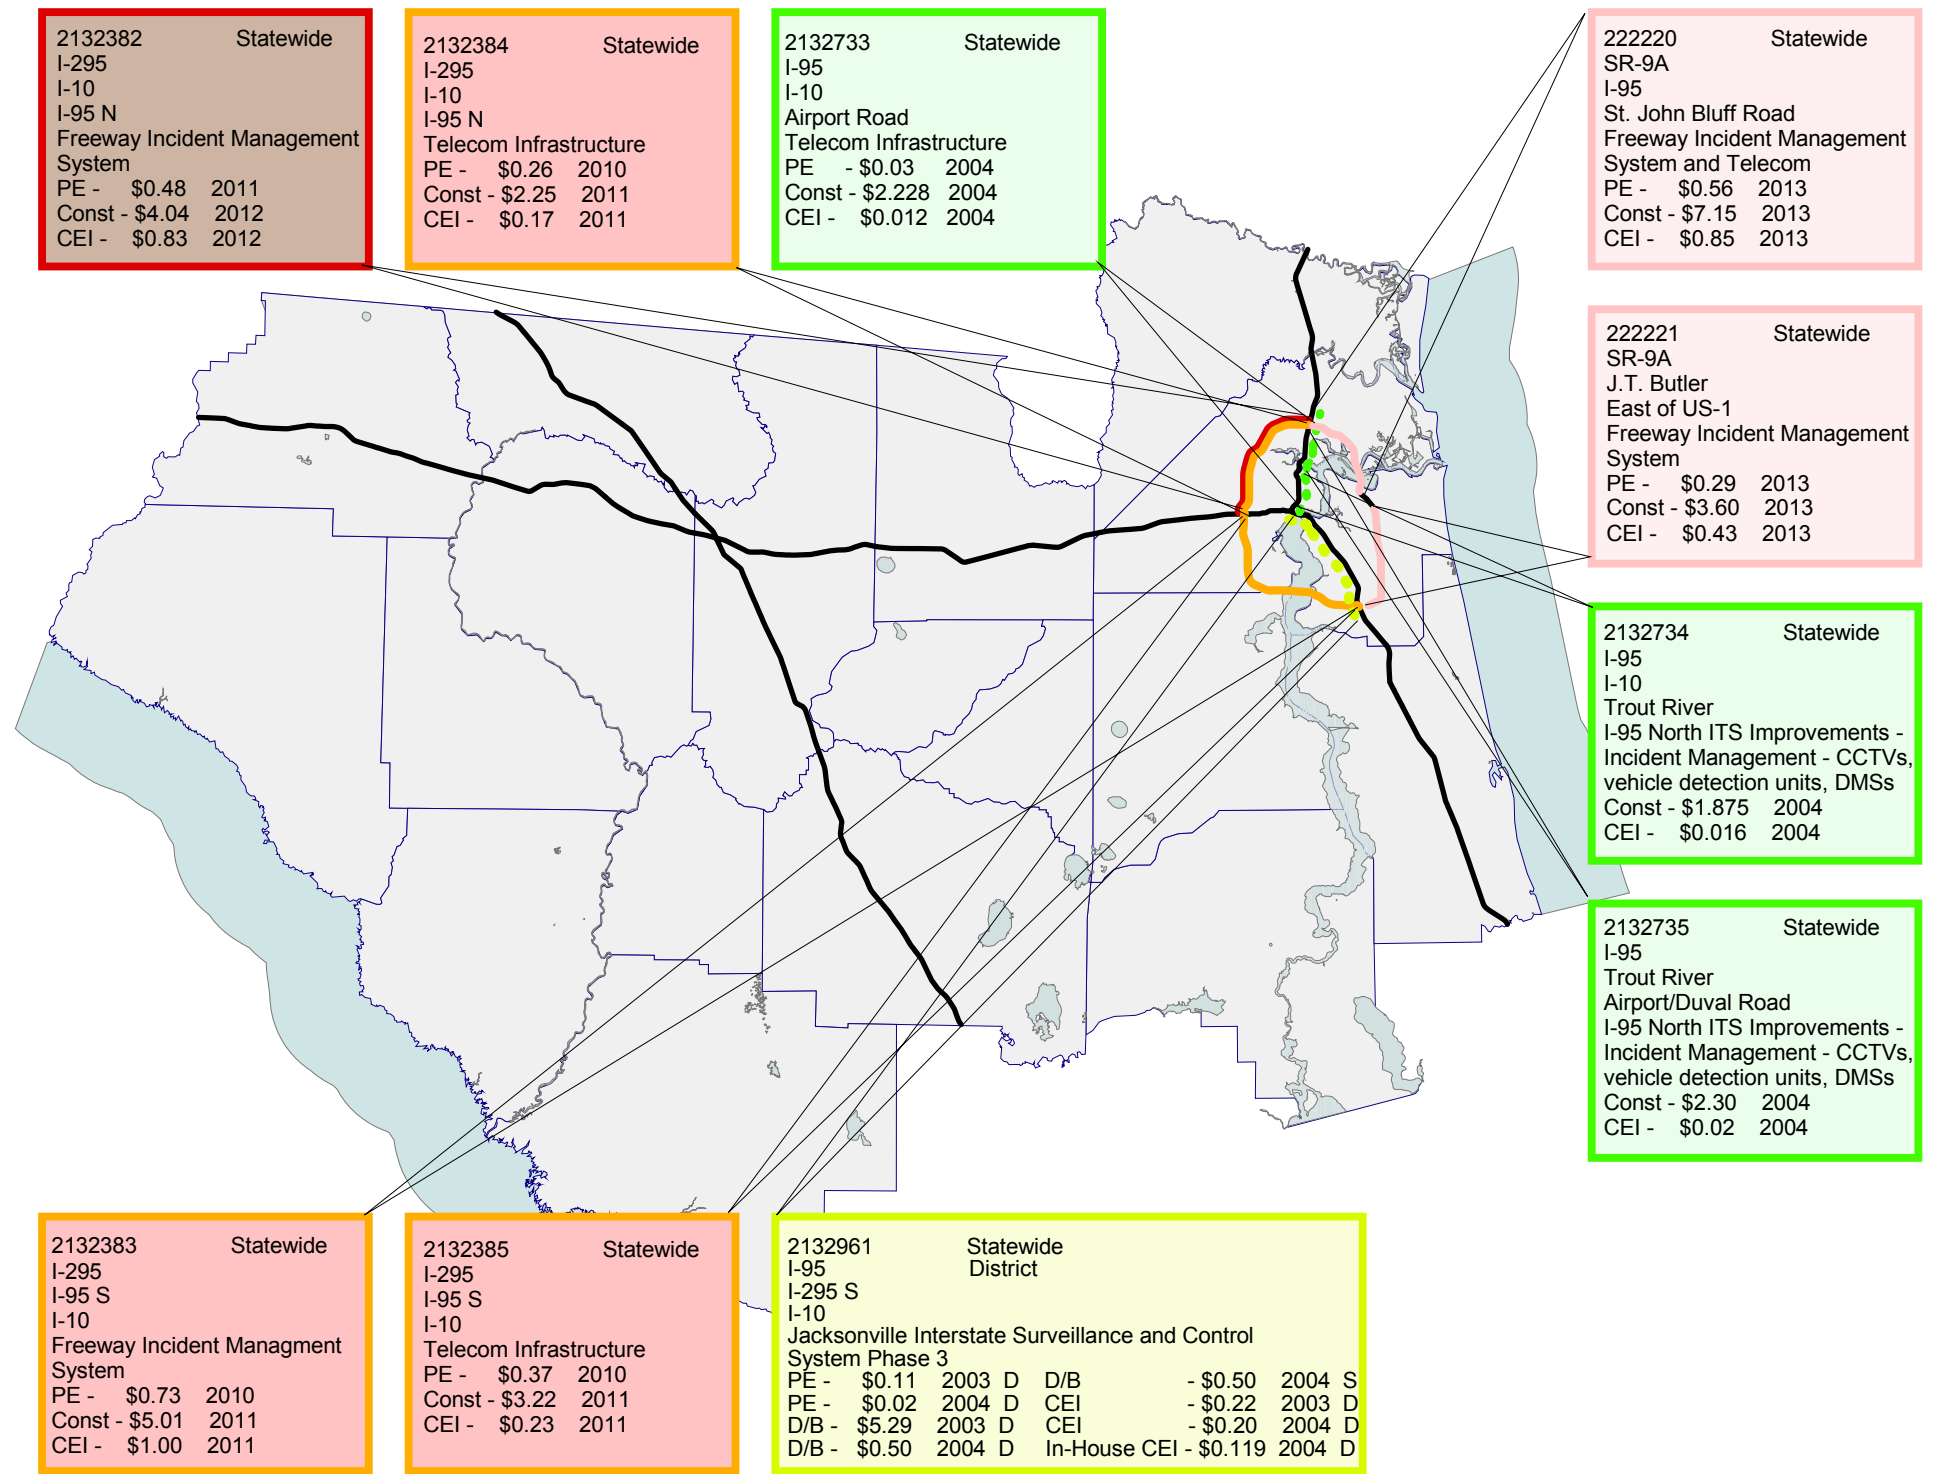 2132382 Statewide
I-295
I-10
I-95 N
Freeway Incident Management
System
PE - $0.48 2011
Const - $4.04 2012
CEI - $0.83 2012
2132384 Statewide
I-295
I-10
I-95 N
Telecom Infrastructure
PE - $0.26 2010
Const - $2.25 2011
CEI - $0.17 2011
2132733 Statewide
I-95
I-10
Airport Road
Telecom Infrastructure
PE - $0.03 2004
Const - $2.228 2004
CEI - $0.012 2004
222220 Statewide
SR-9A
I-95
St. John Bluff Road
Freeway Incident Management
System and Telecom
PE - $0.56 2013
Const - $7.15 2013
CEI - $0.85 2013
222221 Statewide
SR-9A
J.T. Butler
East of US-1
Freeway Incident Management
System
PE - $0.29 2013
Const - $3.60 2013
CEI - $0.43 2013
2132734 Statewide
I-95
I-10
Trout River
I-95 North ITS Improvements -
Incident Management - CCTVs,
vehicle detection units, DMSs
Const - $1.875 2004
CEI - $0.016 2004
2132735 Statewide
I-95
Trout River
Airport/Duval Road
I-95 North ITS Improvements -
Incident Management - CCTVs,
vehicle detection units, DMSs
Const - $2.30 2004
CEI - $0.02 2004
2132383 Statewide
I-295
I-95 S
I-10
Freeway Incident Managment
System
PE - $0.73 2010
Const - $5.01 2011
CEI - $1.00 2011
2132385 Statewide
I-295
I-95 S
I-10
Telecom Infrastructure
PE - $0.37 2010
Const - $3.22 2011
CEI - $0.23 2011
2132961 Statewide
I-95 District
I-295 S
I-10
Jacksonville Interstate Surveillance and Control
System Phase 3
PE - $0.11 2003 D D/B - $0.50 2004 S
PE - $0.02 2004 D CEI - $0.22 2003 D
D/B - $5.29 2003 D CEI - $0.20 2004 D
D/B - $0.50 2004 D In-House CEI - $0.119 2004 D